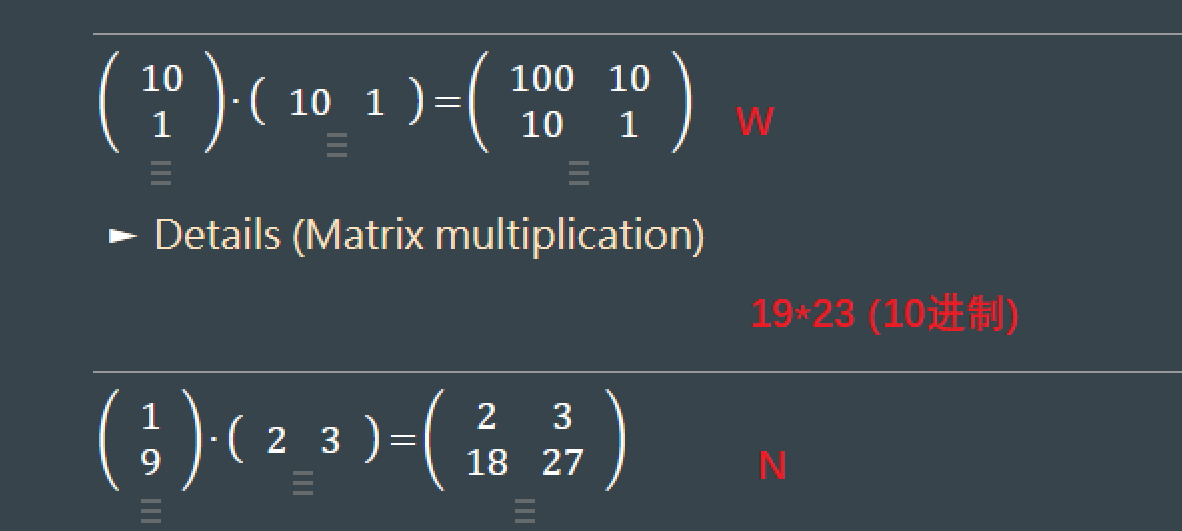 ( 10 ) · ( 10 1 ) = ( 100 10 ) W
( 1 ) ( 10 1 )
► Details (Matrix multiplication)
19*23 (10进制)
( 1 ) · ( 2 3 ) = ( 2 3 ) N
( 9 ) ( 18 27 )